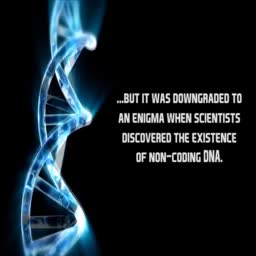 ...BUT IT WAS DOWNGRADED TO
AN ENIGMA WHEN SCIENTISTS
DISCOVERED THE EXISTENCE
OF NON-CODING DNA.